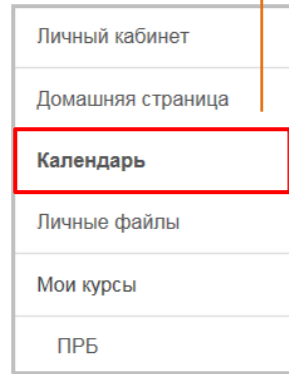 Личный кабинет
Домашняя страница
Календарь
Личные файлы
Мои курсы
ПРБ